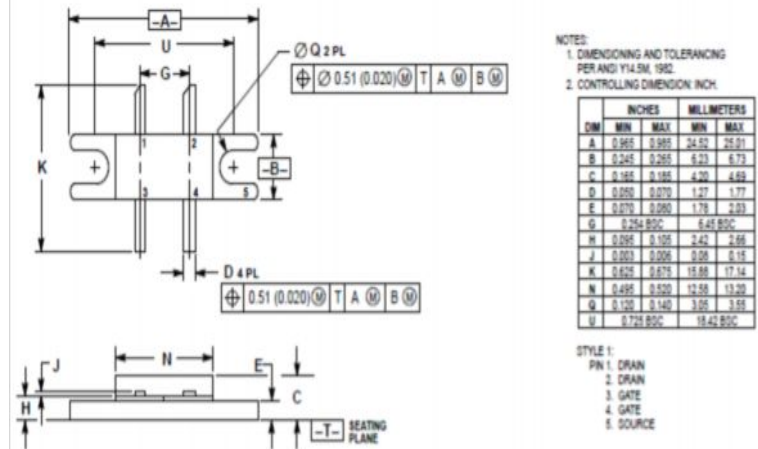 -A-
U
G
Ø Q 2 PL
⌖ Ø 0.51 (0.020) Ⓜ T A Ⓜ B Ⓜ
K
1 2
-B-
3 4 5
D 4 PL
⌖ 0.51 (0.020) Ⓜ T A Ⓜ B Ⓜ
J
N
E
H
C
-T- SEATING
PLANE
NOTES:
1. DIMENSIONING AND TOLERANCING
PER ANSI Y14.5M, 1982.
2. CONTROLLING DIMENSION: INCH.
INCHES MILLIMETERS
DIM MIN MAX MIN MAX
A 0.965 0.985 24.52 25.01
B 0.245 0.265 6.23 6.73
C 0.165 0.185 4.20 4.69
D 0.050 0.070 1.27 1.77
E 0.070 0.080 1.78 2.03
G 0.254 BSC 6.45 BSC
H 0.095 0.105 2.42 2.66
J 0.003 0.006 0.08 0.15
K 0.625 0.675 15.88 17.14
N 0.495 0.520 12.58 13.20
Q 0.120 0.140 3.05 3.55
U 0.725 BSC 18.42 BSC
STYLE 1:
PIN 1. DRAIN
2. DRAIN
3. GATE
4. GATE
5. SOURCE